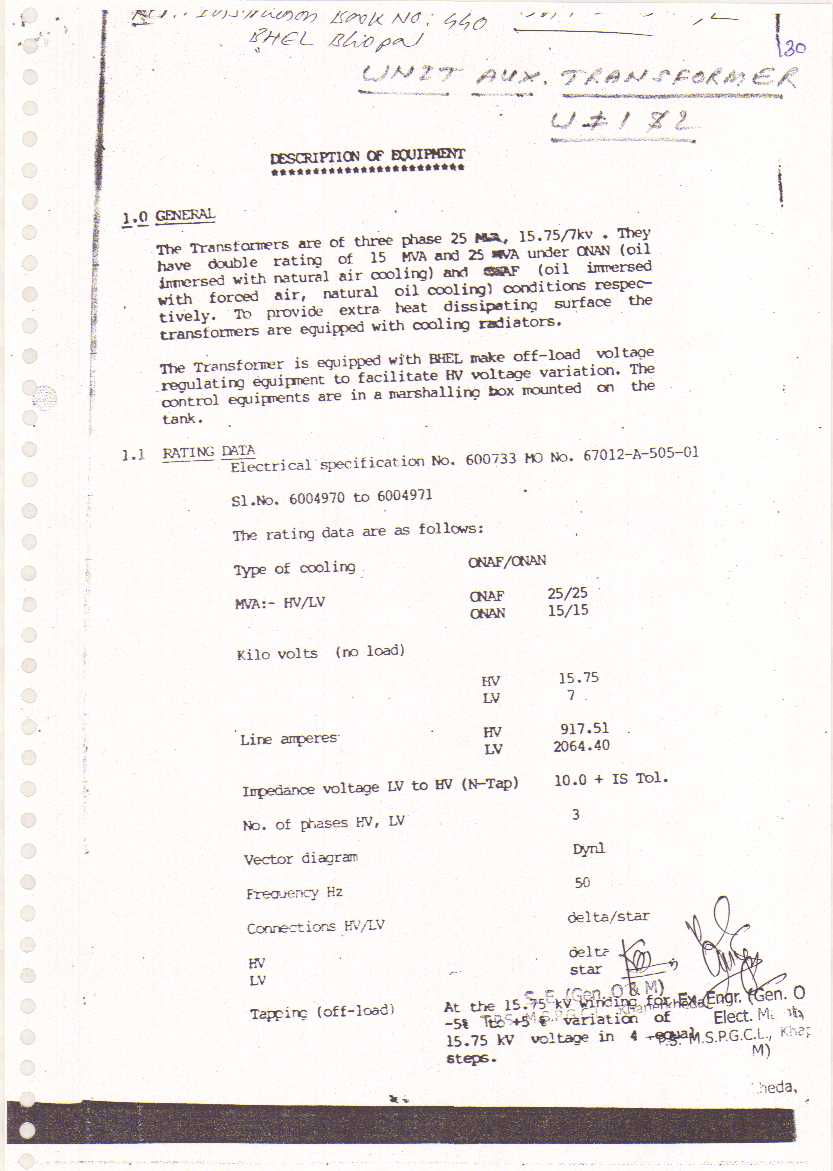 Book No: 440
BHEL Bhopal
130
UNIT AUX. TRANSFORMER
U#1 &2
DESCRIPTION OF EQUIPMENT
***********************
1.0 GENERAL
The Transformers are of three phase 25 MVA, 15.75/7kv . They
have double rating of 15 MVA and 25 MVA under ONAN (oil
immersed with natural air cooling) and ONAF (oil immersed
with forced air, natural oil cooling) conditions respec-
tively. To provide extra heat dissipating surface the
transformers are equipped with cooling radiators.
The Transformer is equipped with BHEL make off-load voltage
regulating equipment to facilitate HV voltage variation. The
control equipments are in a marshalling box mounted on the
tank.
1.1 RATING DATA
Electrical specification No. 600733 MO No. 67012-A-505-01
Sl.No. 6004970 to 6004971
The rating data are as follows:
Type of cooling ONAF/ONAN
MVA:- HV/LV ONAF 25/25
ONAN 15/15
Kilo volts (no load)
HV 15.75
LV 7
Line amperes HV 917.51
LV 2064.40
Impedance voltage LV to HV (N-Tap) 10.0 + IS Tol.
No. of phases HV, LV 3
Vector diagram Dyn1
Frequency Hz 50
Connections HV/LV delta/star
HV delta
LV star
S.E. (Gen. O & M)
Tapping (off-load) At the 15.75 kV winding for Ex. Engr. (Gen. O
T.P.S. M.S.P.G.C.L., Khaperkheda
-5% to +5 % variation of Elect.
15.75 kV voltage in 4 equal T.P.S. M.S.P.G.C.L.,
steps. M)
heda,